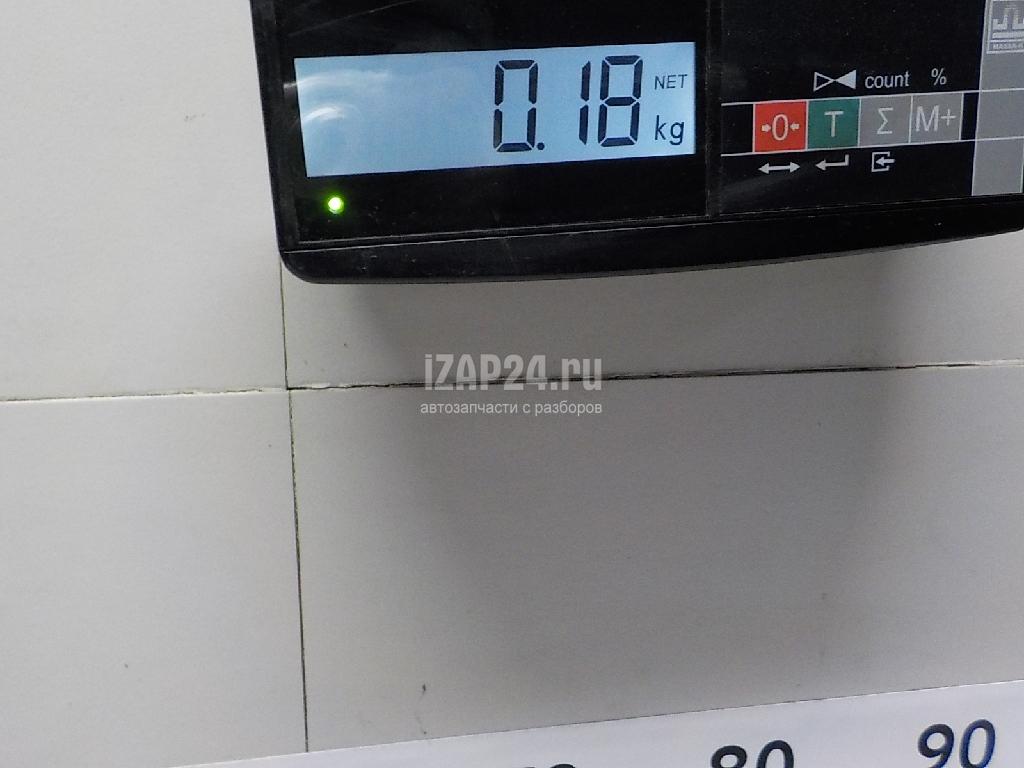 0.18 NET kg
count %
0 T Σ M+
iZAP24.ru
автозапчасти с разборов
80 90